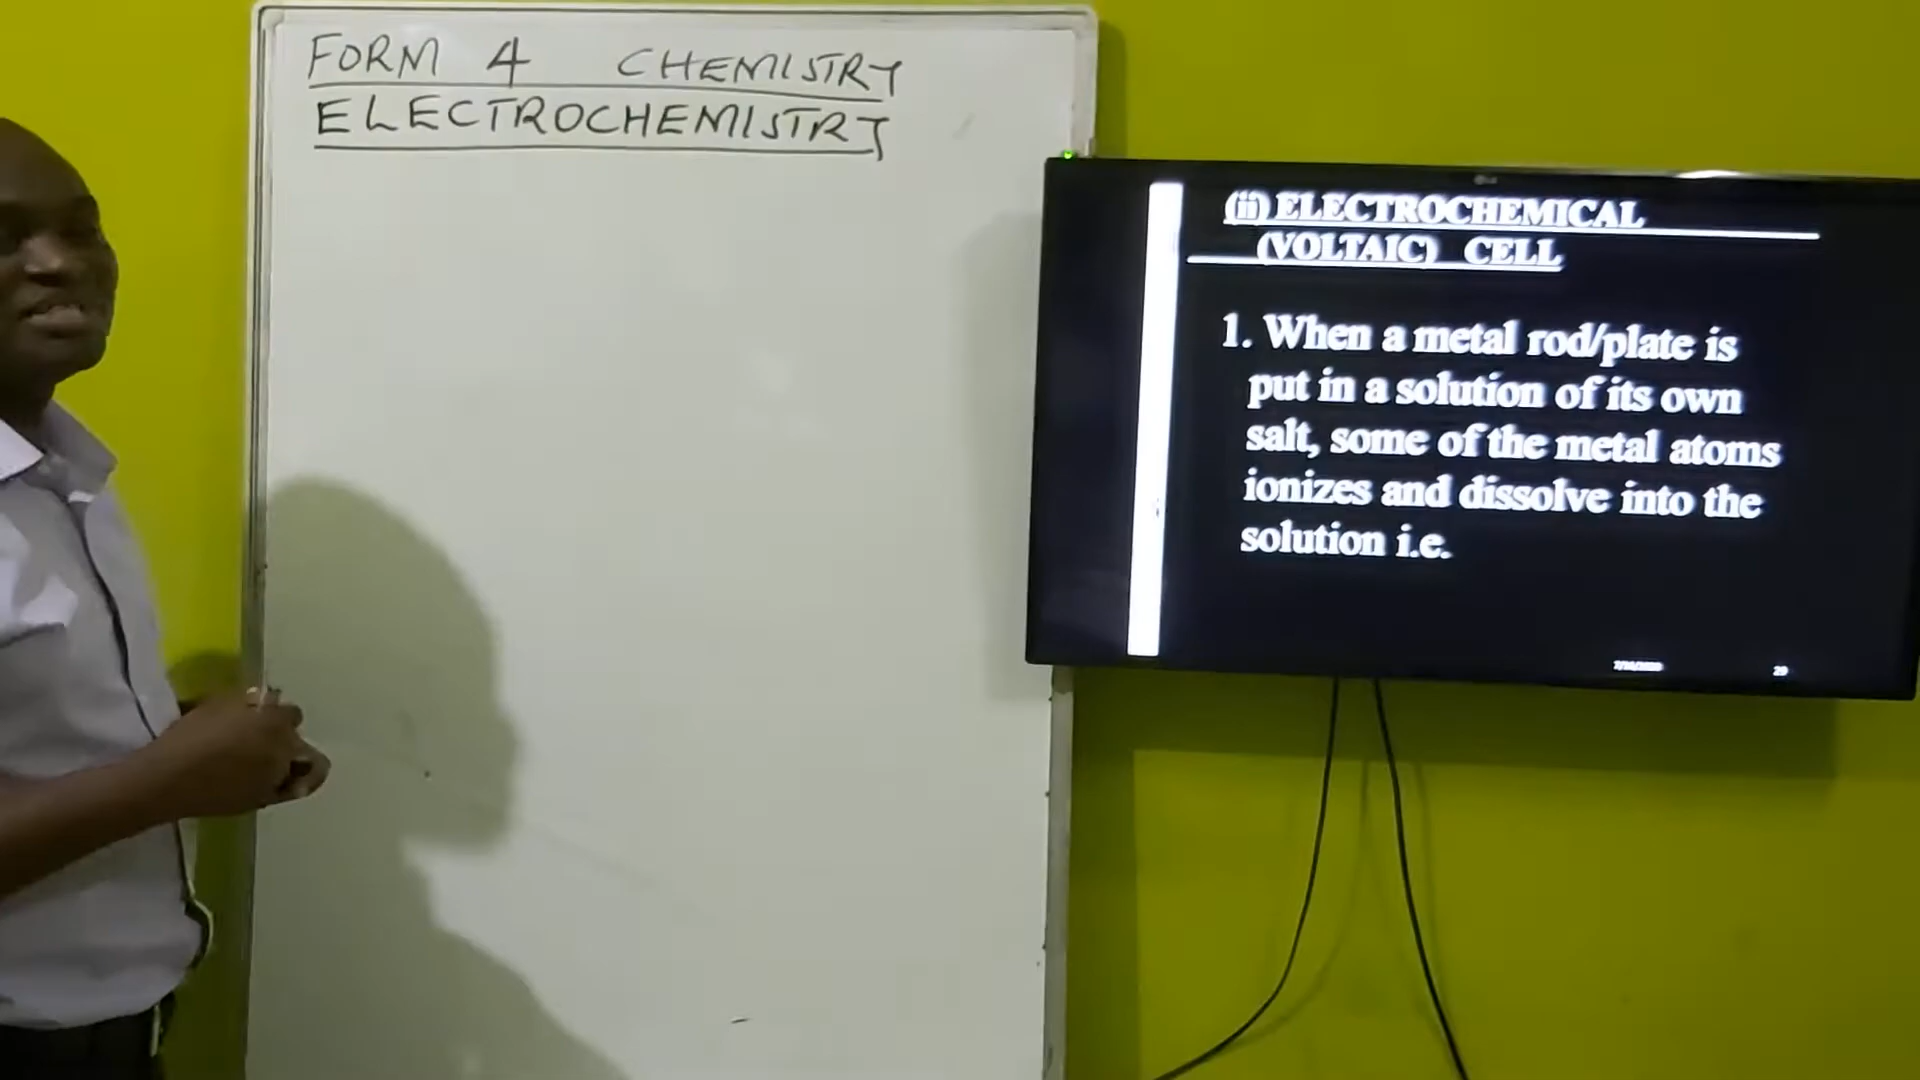 FORM 4 CHEMISTRY
ELECTROCHEMISTRY
(ii) ELECTROCHEMICAL
(VOLTAIC) CELL
1. When a metal rod/plate is
put in a solution of its own
salt, some of the metal atoms
ionizes and dissolve into the
solution i.e.